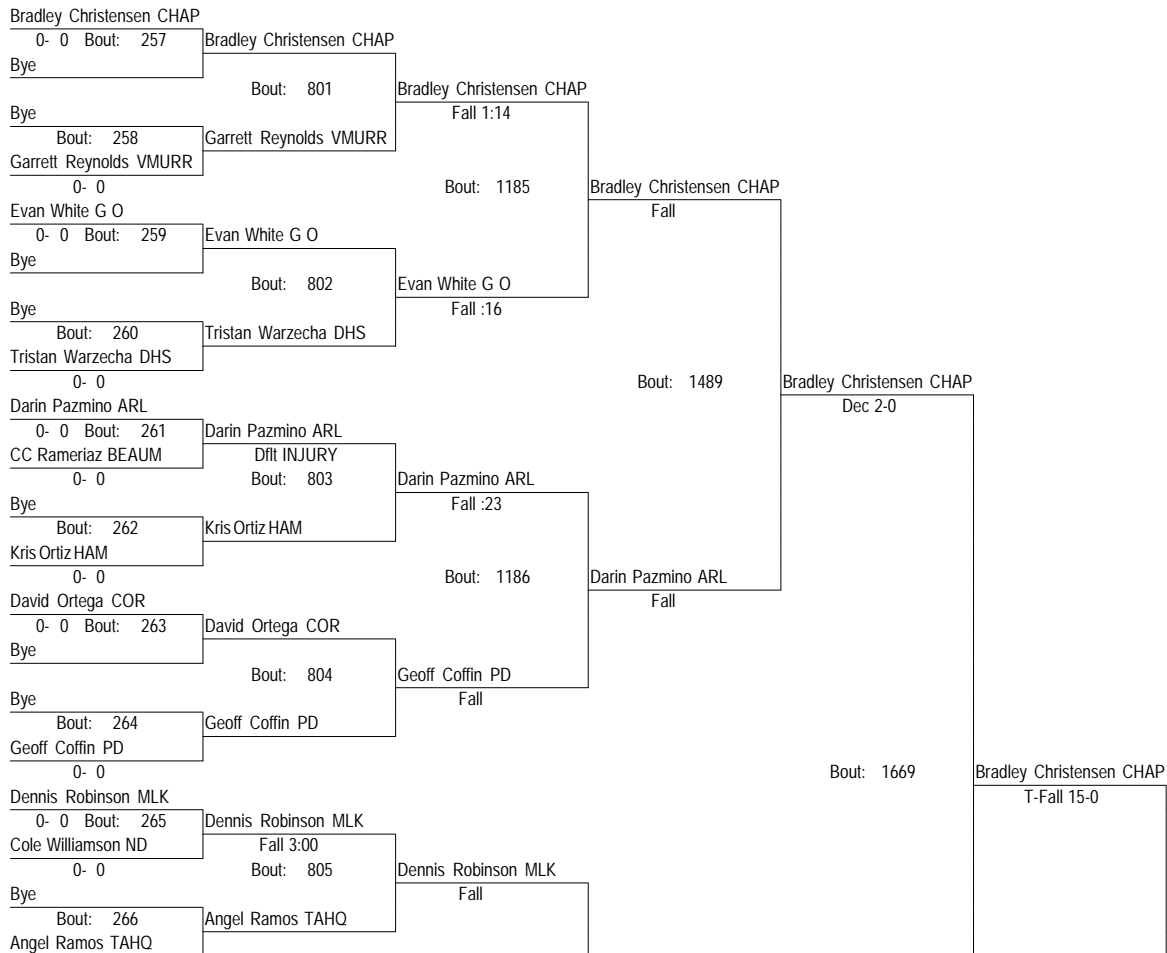 Bradley Christensen CHAP
0- 0 Bout: 257 Bradley Christensen CHAP
Bye
Bout: 801 Bradley Christensen CHAP
Bye Fall 1:14
Bout: 258 Garrett Reynolds VMURR
Garrett Reynolds VMURR
0- 0 Bout: 1185 Bradley Christensen CHAP
Evan White G O Fall
0- 0 Bout: 259 Evan White G O
Bye
Bout: 802 Evan White G O
Bye Fall :16
Bout: 260 Tristan Warzecha DHS
Tristan Warzecha DHS
0- 0 Bout: 1489 Bradley Christensen CHAP
Darin Pazmino ARL Dec 2-0
0- 0 Bout: 261 Darin Pazmino ARL
CC Rameriaz BEAUM Dflt INJURY
0- 0 Bout: 803 Darin Pazmino ARL
Bye Fall :23
Bout: 262 Kris Ortiz HAM
Kris Ortiz HAM
0- 0 Bout: 1186 Darin Pazmino ARL
David Ortega COR Fall
0- 0 Bout: 263 David Ortega COR
Bye
Bout: 804 Geoff Coffin PD
Bye Fall
Bout: 264 Geoff Coffin PD
Geoff Coffin PD
0- 0 Bout: 1669 Bradley Christensen CHAP
Dennis Robinson MLK T-Fall 15-0
0- 0 Bout: 265 Dennis Robinson MLK
Cole Williamson ND Fall 3:00
0- 0 Bout: 805 Dennis Robinson MLK
Bye Fall
Bout: 266 Angel Ramos TAHQ
Angel Ramos TAHQ